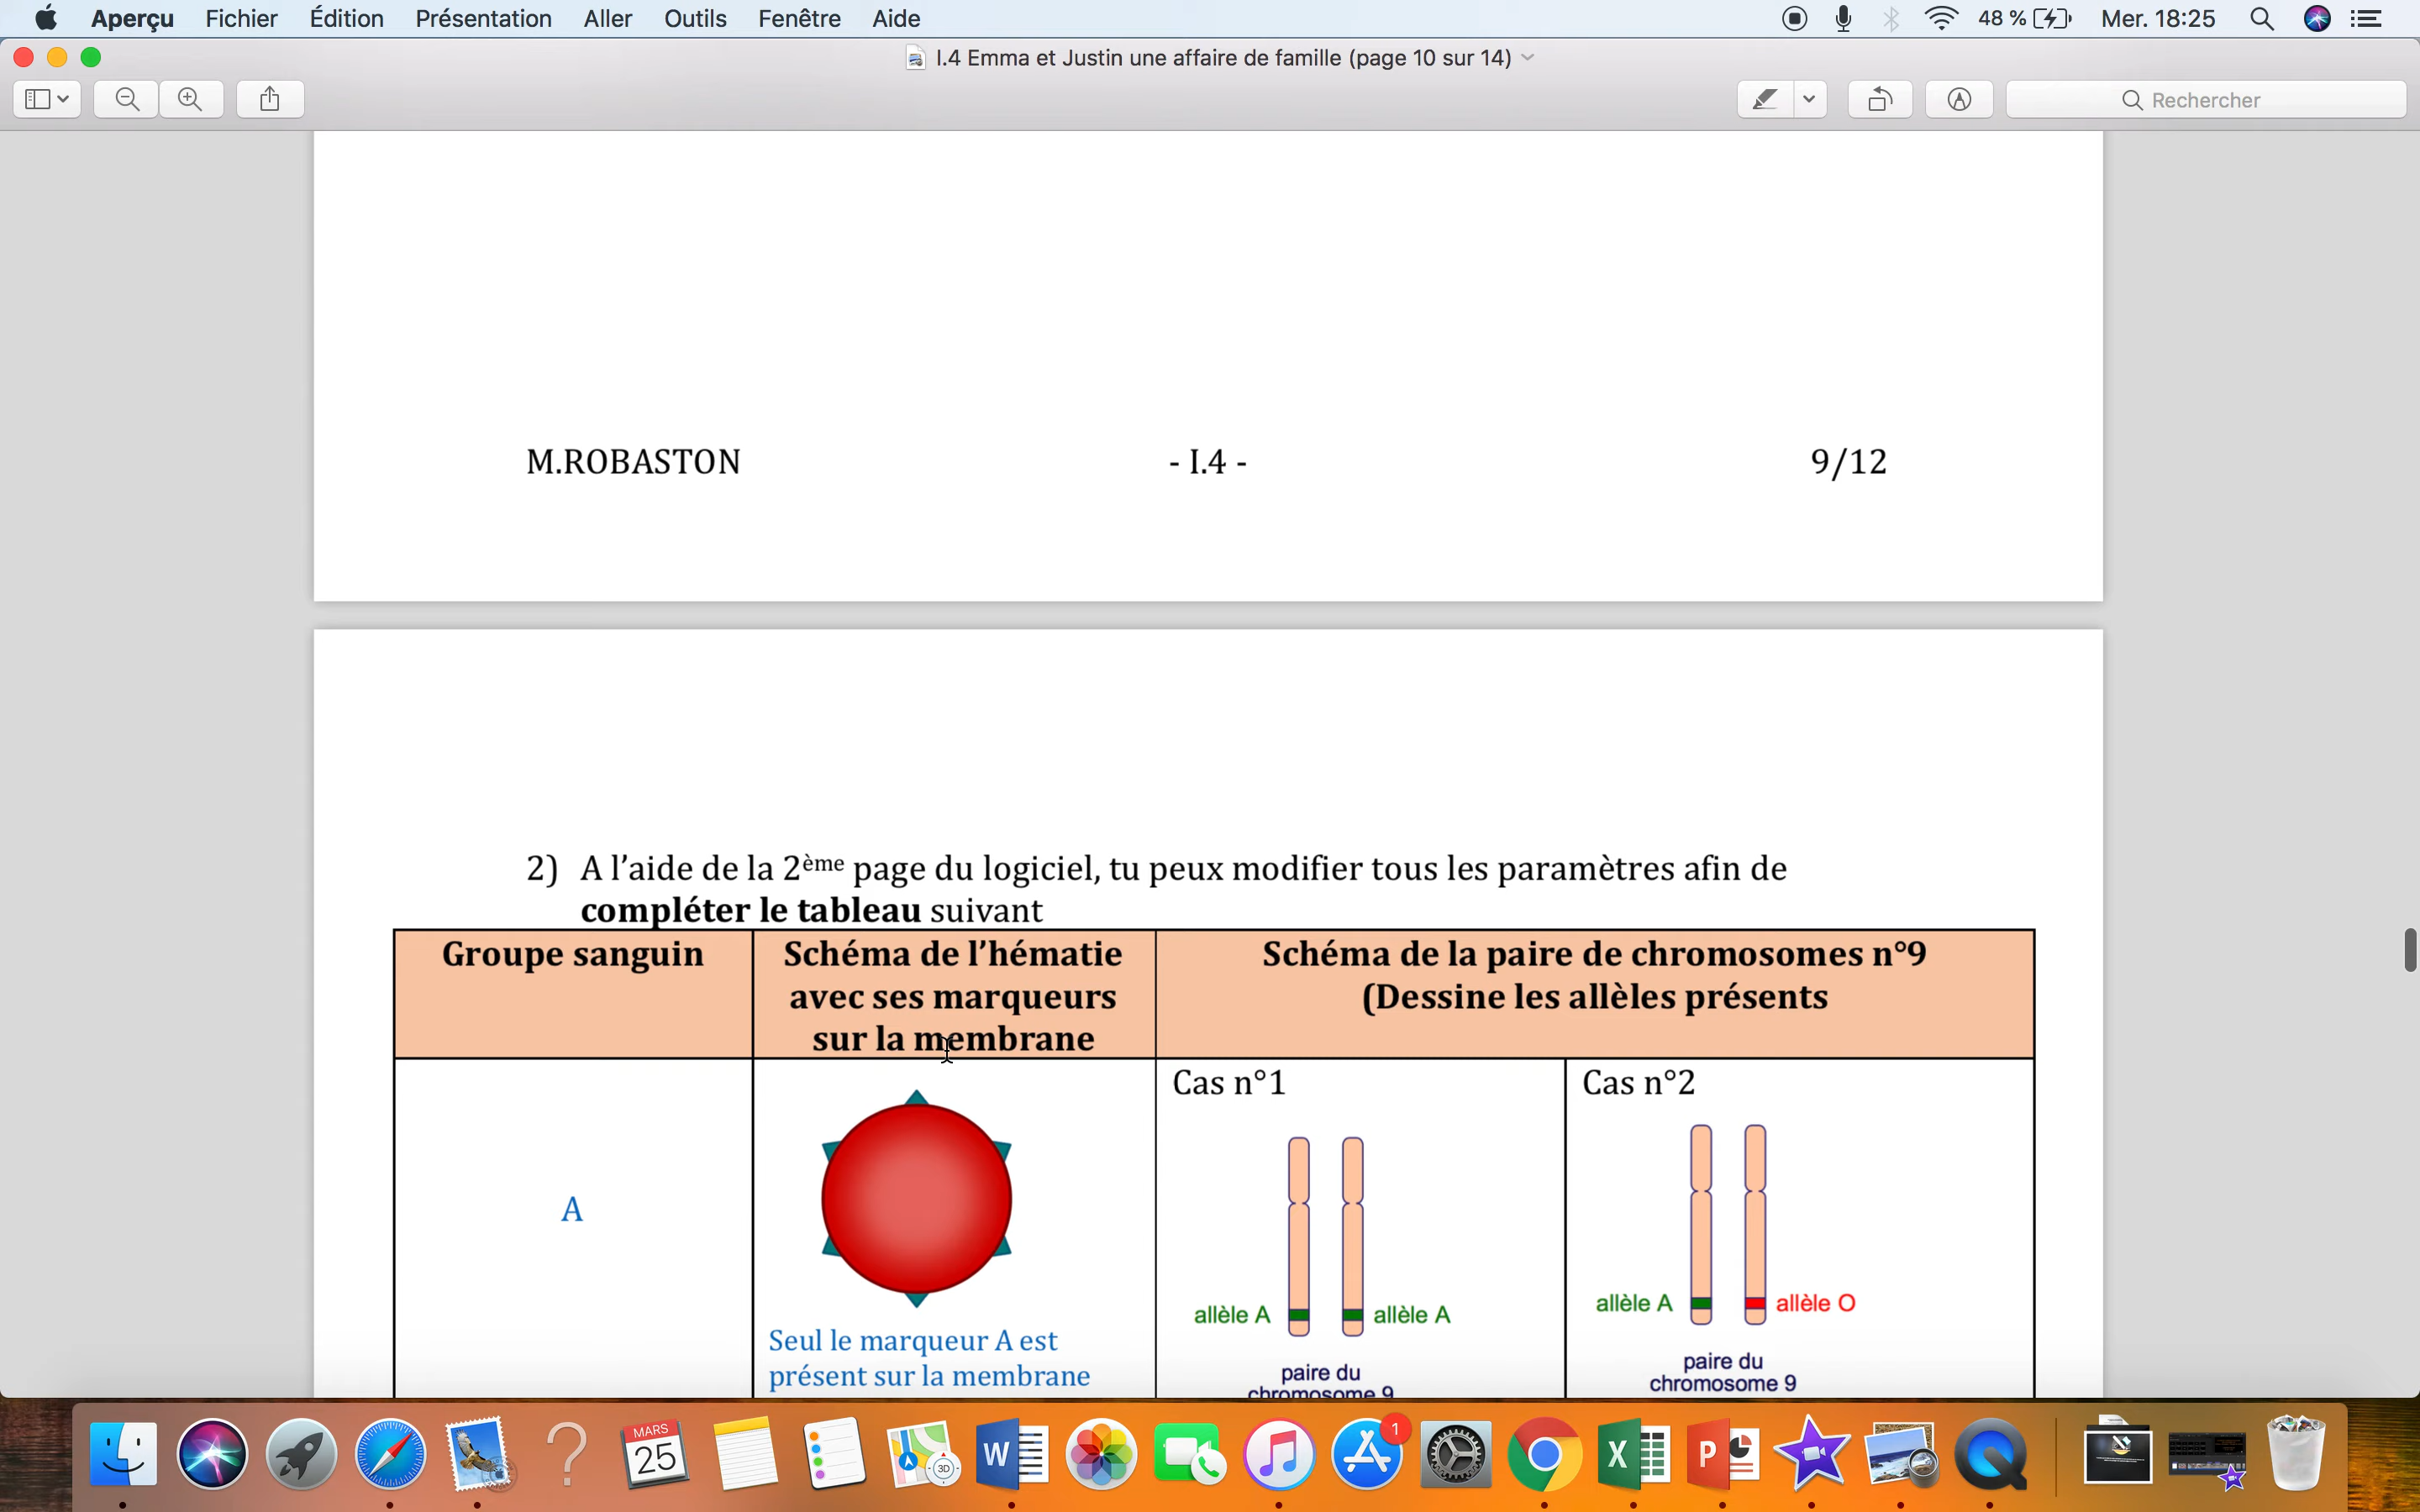 Aperçu Fichier Édition Présentation Aller Outils Fenêtre Aide 48 % Mer. 18:25
I.4 Emma et Justin une affaire de famille (page 10 sur 14)
Rechercher
M.ROBASTON - I.4 - 9/12
2) A l’aide de la 2ème page du logiciel, tu peux modifier tous les paramètres afin de
compléter le tableau suivant
Groupe sanguin
Schéma de l’hématie
avec ses marqueurs
sur la membrane
Schéma de la paire de chromosomes n°9
(Dessine les allèles présents
A
Seul le marqueur A est
présent sur la membrane
Cas n°1
allèle A allèle A
paire du
chromosome 9
Cas n°2
allèle A allèle O
paire du
chromosome 9
MARS
25
3D
W
1
X
P